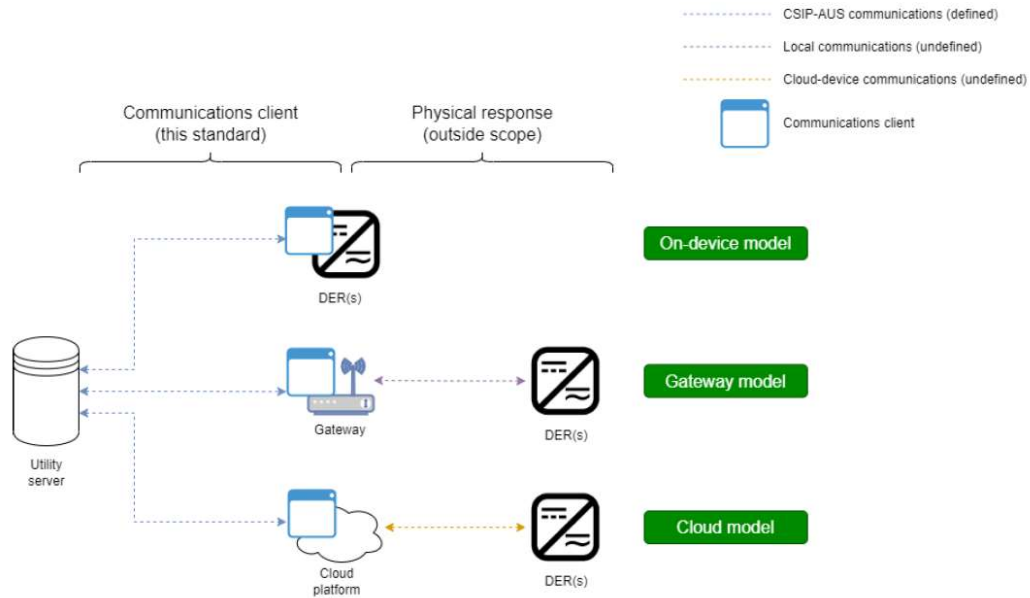 CSIP-AUS communications (defined)
Local communications (undefined)
Cloud-device communications (undefined)
Communications client
Communications client
(this standard)
Physical response
(outside scope)
On-device model
DER(s)
Utility
server
Gateway
DER(s)
Gateway model
Cloud
platform
DER(s)
Cloud model